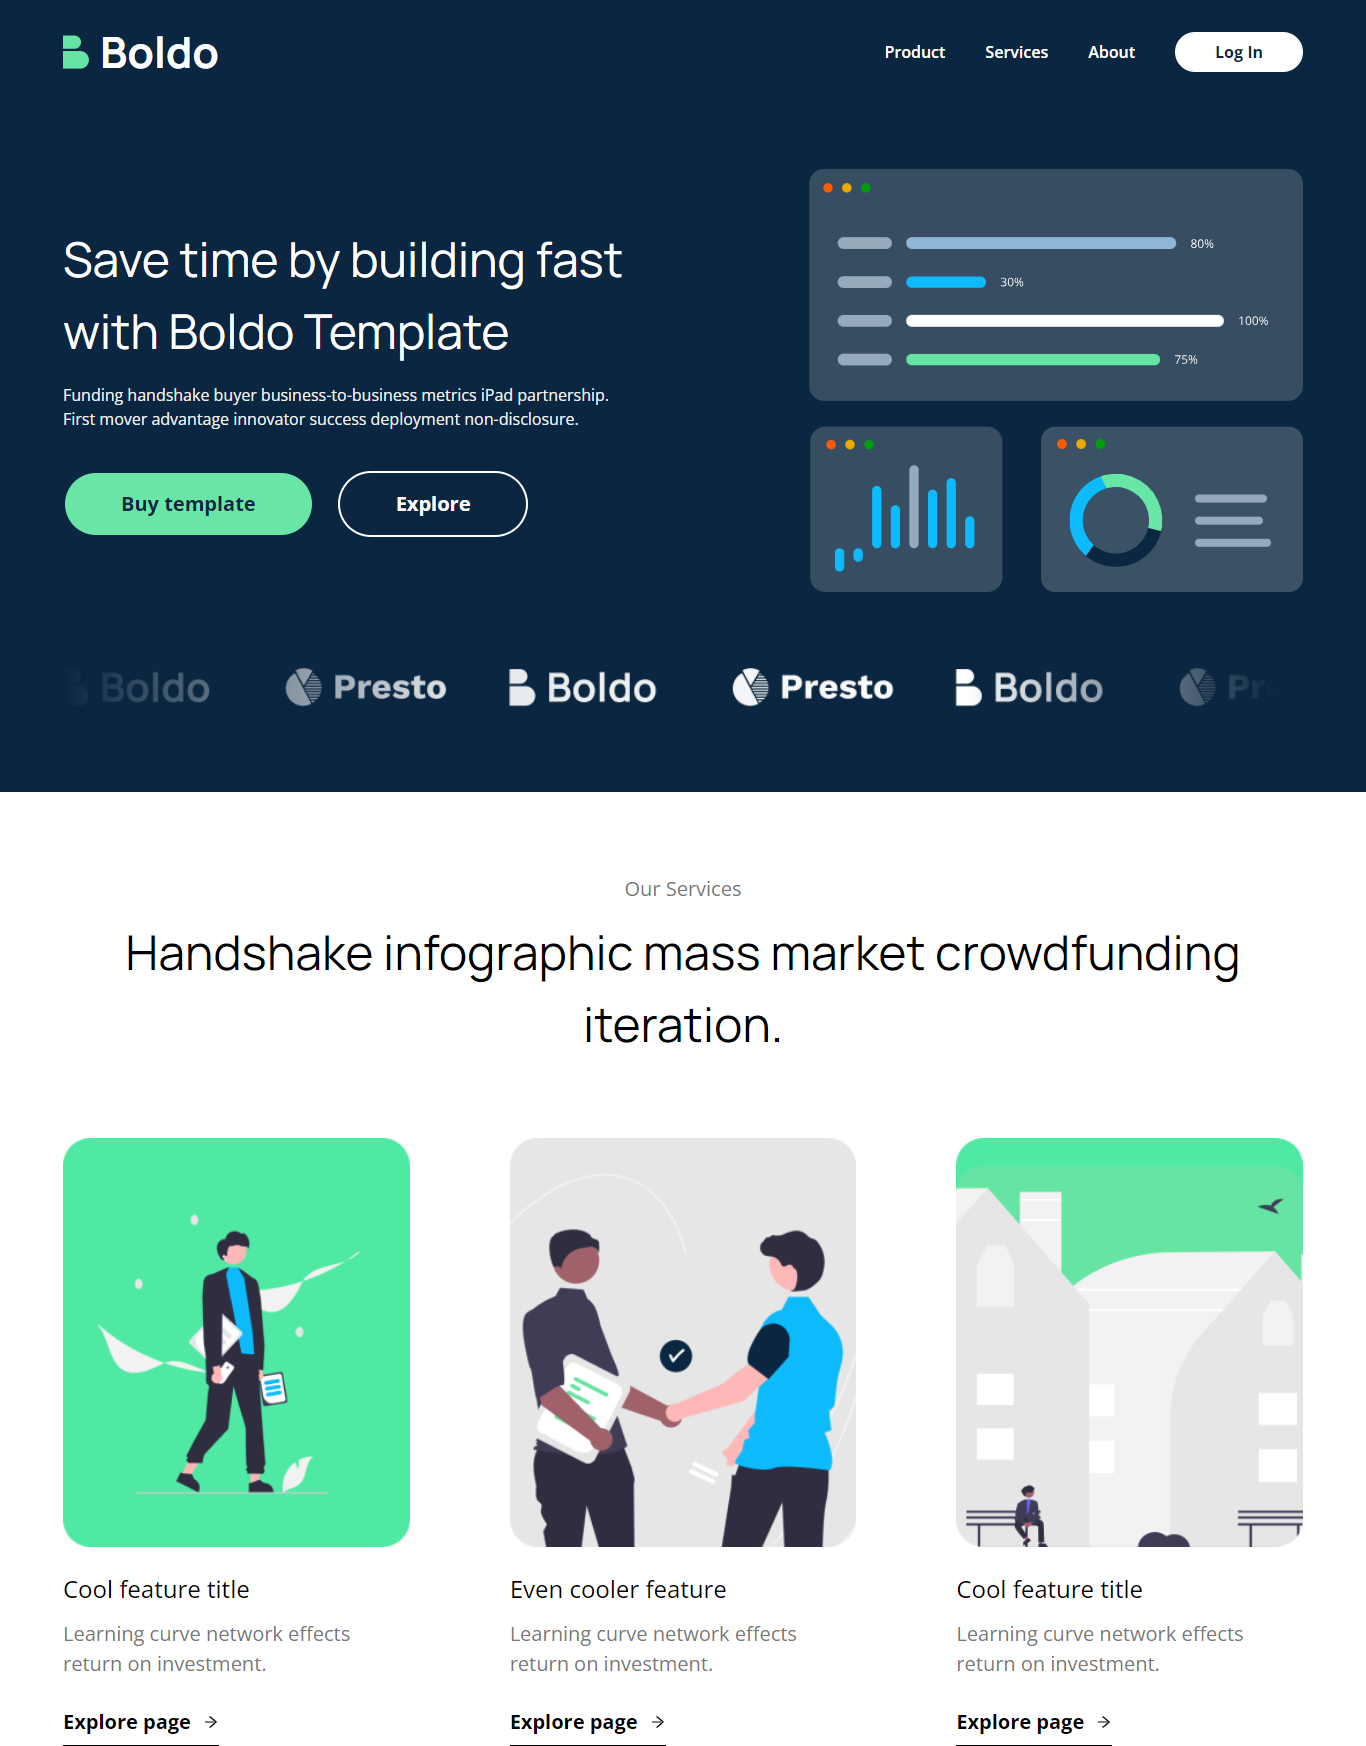 Boldo
Product Services About Log In
Save time by building fast
with Boldo Template
Funding handshake buyer business-to-business metrics iPad partnership.
First mover advantage innovator success deployment non-disclosure.
Buy template Explore
80%
30%
100%
75%
Boldo Presto Boldo Presto Boldo
Our Services
Handshake infographic mass market crowdfunding
iteration.
Cool feature title
Learning curve network effects
return on investment.
Explore page
Even cooler feature
Learning curve network effects
return on investment.
Explore page
Cool feature title
Learning curve network effects
return on investment.
Explore page